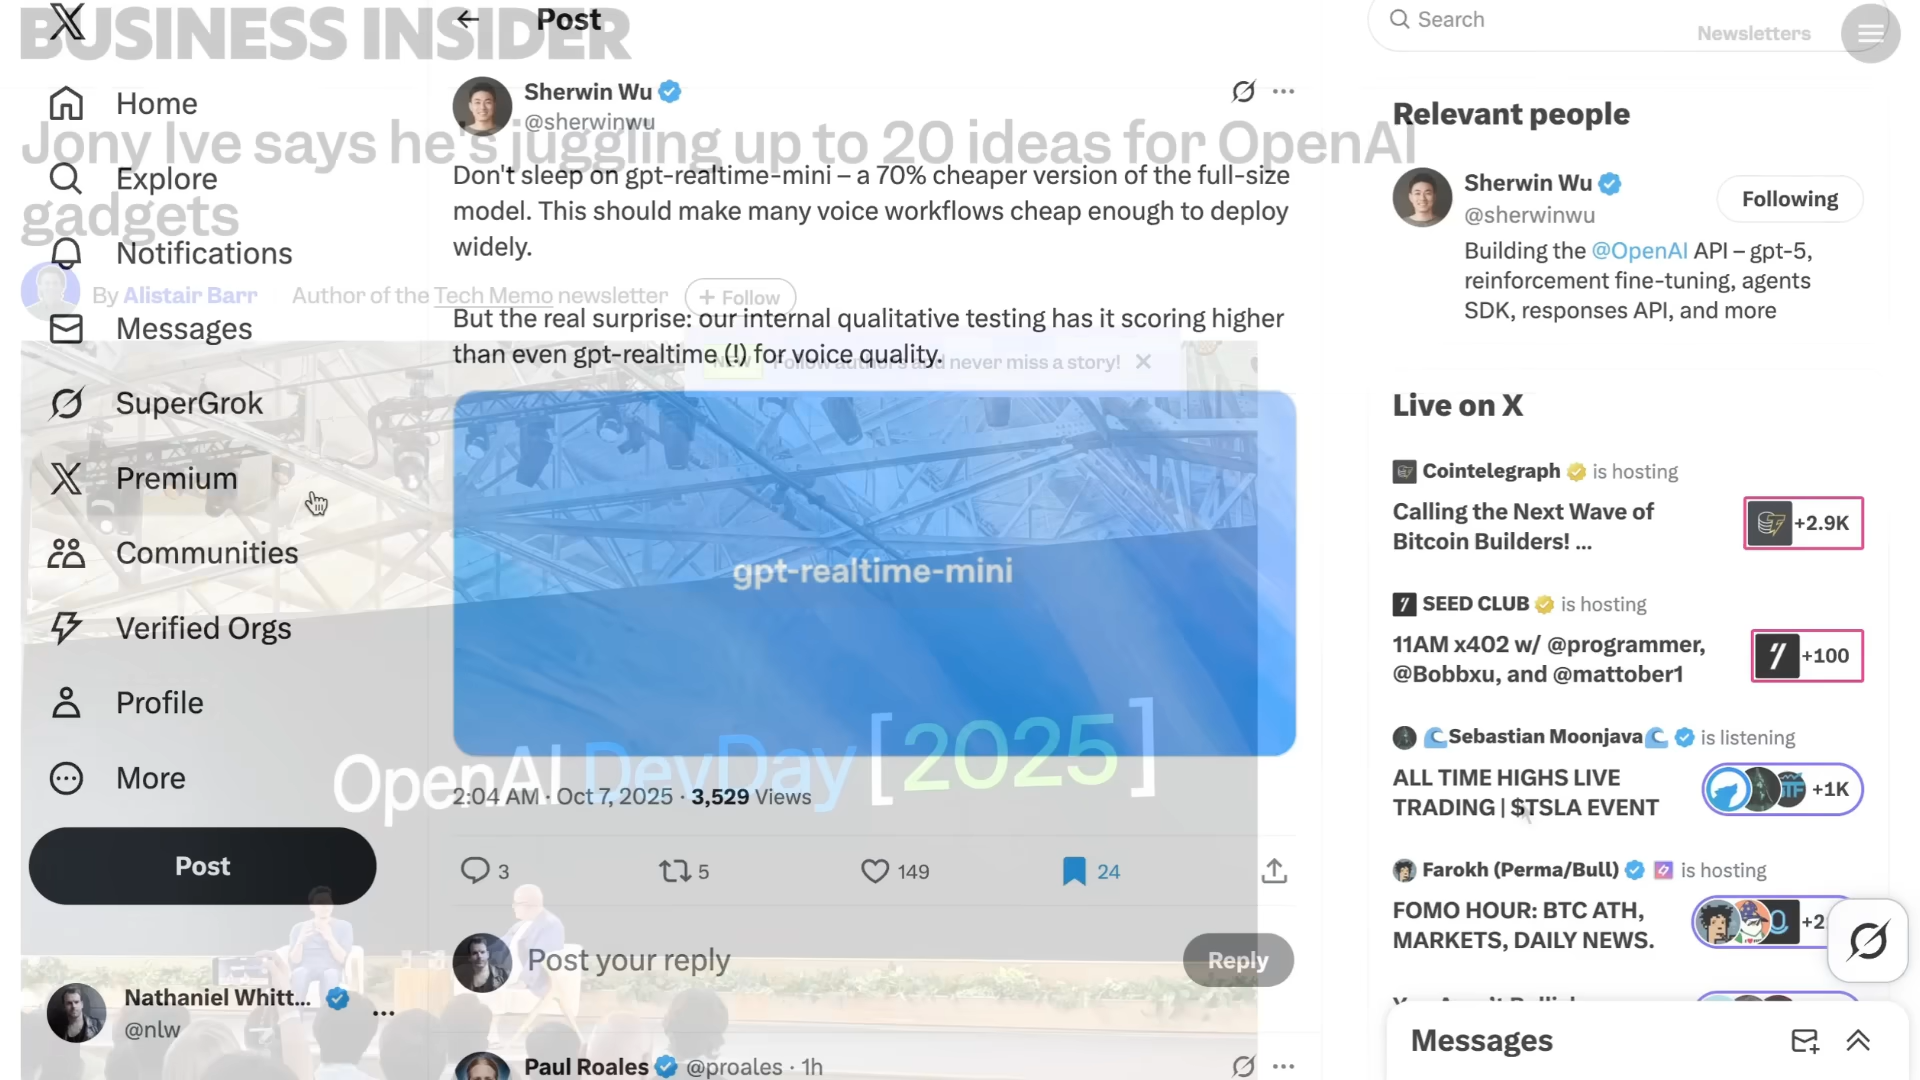 BUSINESS INSIDER
Newsletters
Jony Ive says he's juggling up to 20 ideas for OpenAI
gadgets
By Alistair Barr
Author of the Tech Memo newsletter
+ Follow
Follow authors and never miss a story!
OpenAI DevDay [2025]
Home
Explore
Notifications
Messages
SuperGrok
Premium
Communities
Verified Orgs
Profile
More
Post
Nathaniel Whitt...
@nlw
Post
Sherwin Wu
@sherwinwu
Don't sleep on gpt-realtime-mini – a 70% cheaper version of the full-size
model. This should make many voice workflows cheap enough to deploy
widely.
But the real surprise: our internal qualitative testing has it scoring higher
than even gpt-realtime (!) for voice quality.
gpt-realtime-mini
2:04 AM · Oct 7, 2025 · 3,529 Views
3
5
149
24
Post your reply
Reply
Paul Roales @proales · 1h
Search
Relevant people
Sherwin Wu
@sherwinwu
Following
Building the @OpenAI API – gpt-5,
reinforcement fine-tuning, agents
SDK, responses API, and more
Live on X
Cointelegraph is hosting
Calling the Next Wave of
Bitcoin Builders! ...
+2.9K
SEED CLUB is hosting
11AM x402 w/ @programmer,
@Bobbxu, and @mattober1
+100
Sebastian Moonjava is listening
ALL TIME HIGHS LIVE
TRADING | $TSLA EVENT
+1K
Farokh (Perma/Bull) is hosting
FOMO HOUR: BTC ATH,
MARKETS, DAILY NEWS.
+2
Messages